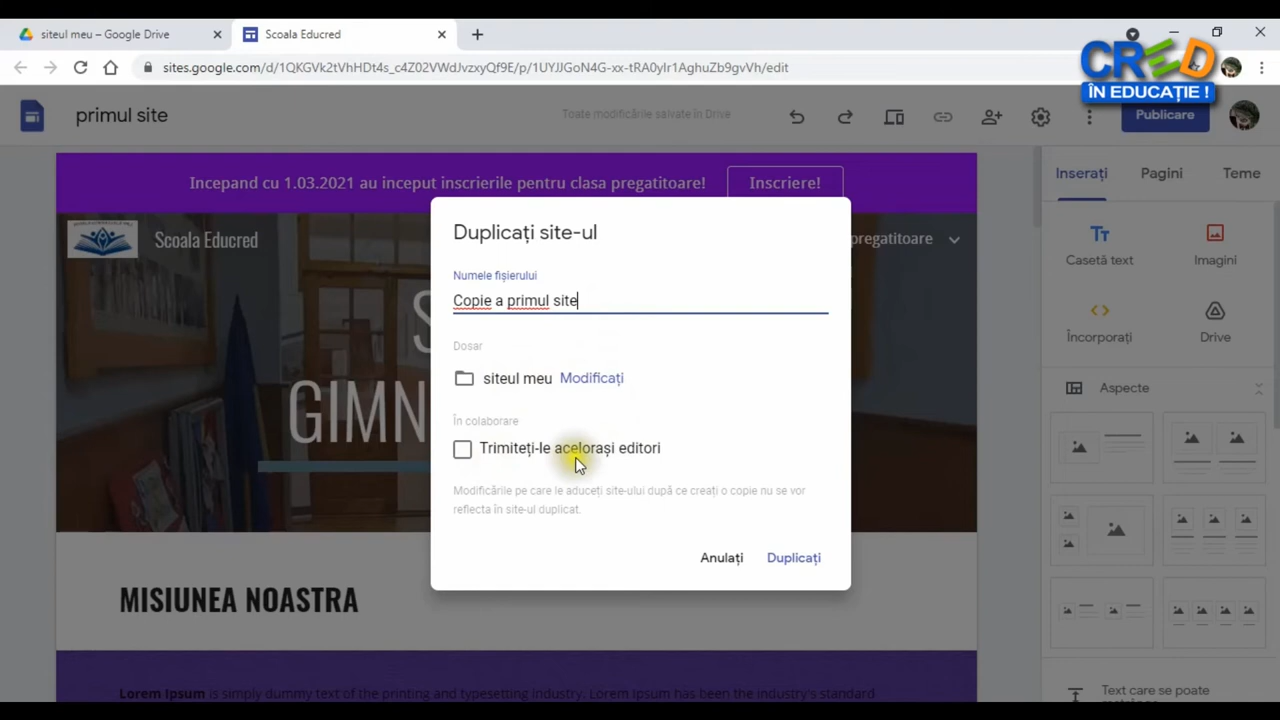 siteul meu – Google Drive
Scoala Educred
sites.google.com/d/1QKGVk2tVhHDt4s_c4Z02VWdJvzxyQf9E/p/1UYJJGoN4G-xx-tRA0yIr1AghuZb9gvVh/edit
CRED
ÎN EDUCAȚIE !
primul site
Toate modificările salvate în Drive
Publicare
Incepand cu 1.03.2021 au inceput inscrierile pentru clasa pregatitoare!
Inscriere!
Inserați
Pagini
Teme
Scoala Educred
pregatitoare
Duplicați site-ul
Numele fișierului
Copie a primul site
Dosar
siteul meu
Modificați
În colaborare
Trimiteți-le acelorași editori
Modificările pe care le aduceți site-ului după ce creați o copie nu se vor
reflecta în site-ul duplicat.
Anulați
Duplicați
S
GIMN
Casetă text
Imagini
Încorporați
Drive
Aspecte
MISIUNEA NOASTRA
Lorem Ipsum is simply dummy text of the printing and typesetting industry. Lorem Ipsum has been the industry's standard
Text care se poate